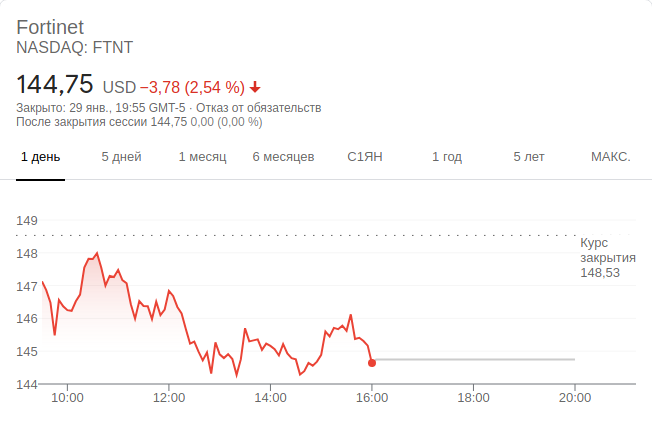 Fortinet
NASDAQ: FTNT
144,75 USD −3,78 (2,54 %)
Закрыто: 29 янв., 19:55 GMT-5 · Отказ от обязательств
После закрытия сессии 144,75 0,00 (0,00 %)
1 день 5 дней 1 месяц 6 месяцев С1ЯН 1 год 5 лет МАКС.
149
148
147
146
145
144
Курс
закрытия
148,53
10:00 12:00 14:00 16:00 18:00 20:00